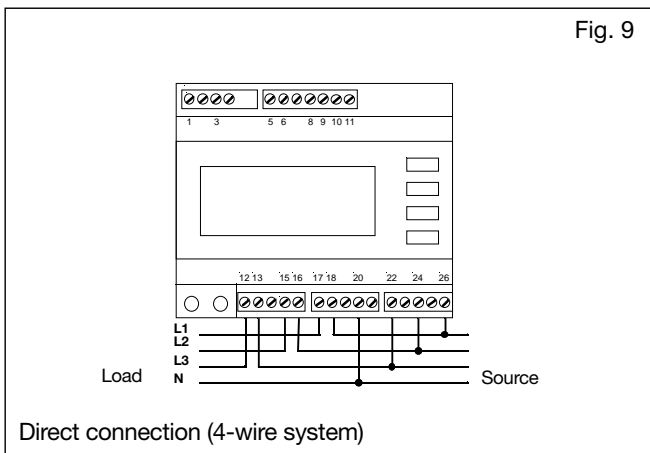 Fig. 9
1 3 5 6 8 9 10 11
12 13 15 16 17 18 20 22 24 26
L1
L2
L3
Load N Source
Direct connection (4-wire system)